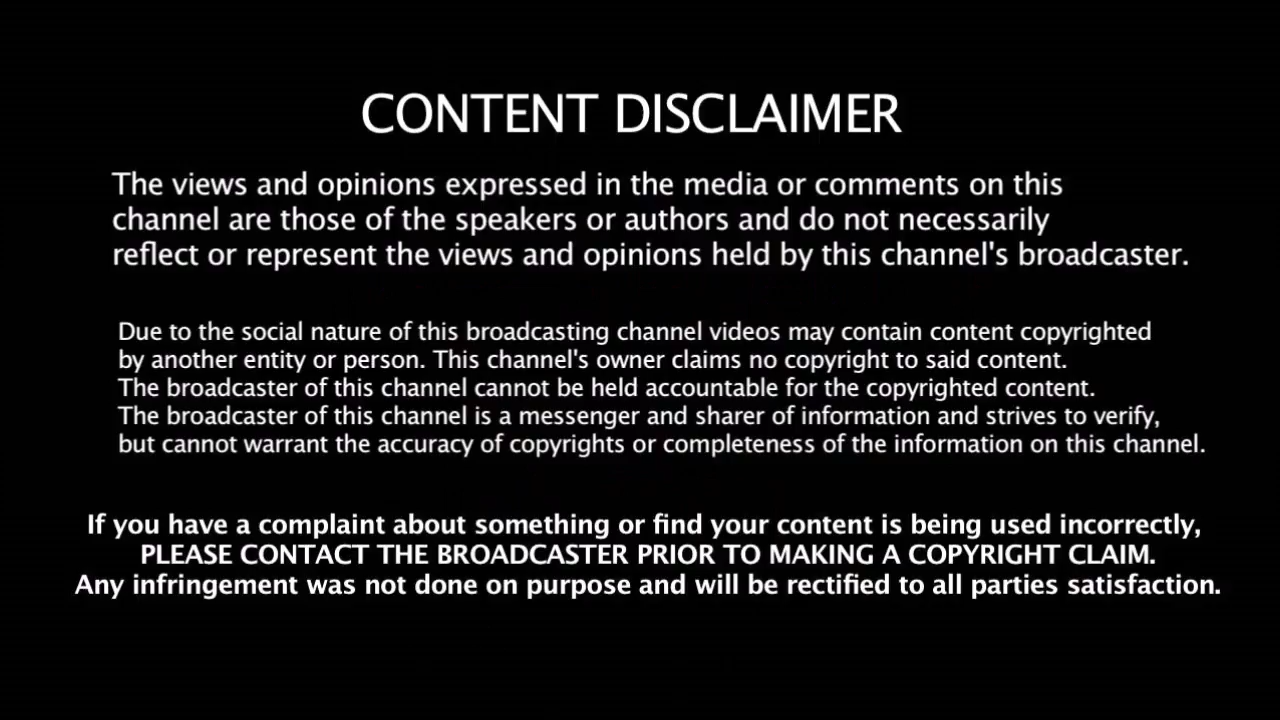 CONTENT DISCLAIMER
The views and opinions expressed in the media or comments on this
channel are those of the speakers or authors and do not necessarily
reflect or represent the views and opinions held by this channel's broadcaster.
Due to the social nature of this broadcasting channel videos may contain content copyrighted
by another entity or person. This channel's owner claims no copyright to said content.
The broadcaster of this channel cannot be held accountable for the copyrighted content.
The broadcaster of this channel is a messenger and sharer of information and strives to verify,
but cannot warrant the accuracy of copyrights or completeness of the information on this channel.
If you have a complaint about something or find your content is being used incorrectly,
PLEASE CONTACT THE BROADCASTER PRIOR TO MAKING A COPYRIGHT CLAIM.
Any infringement was not done on purpose and will be rectified to all parties satisfaction.